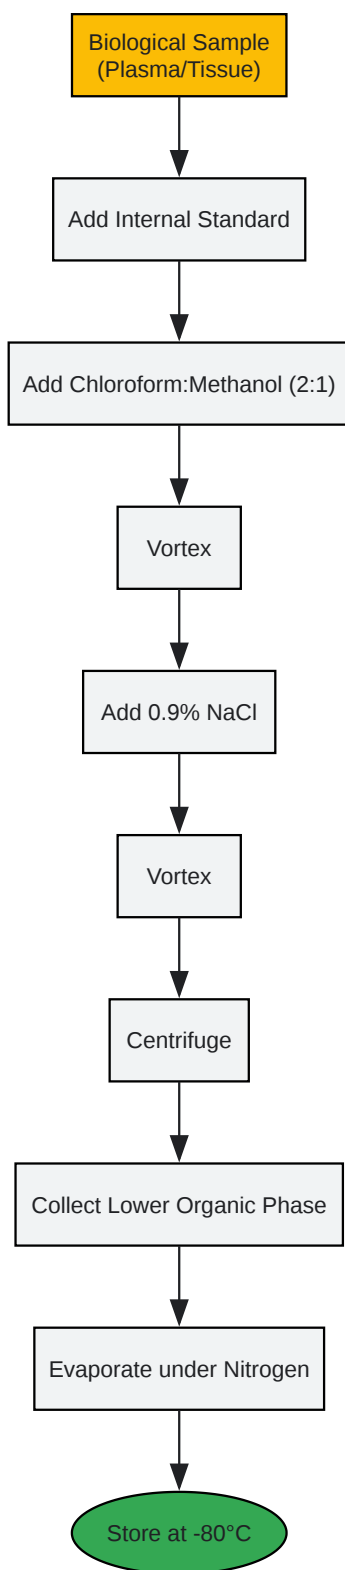 Biological Sample
(Plasma/Tissue)
Add Internal Standard
Add Chloroform:Methanol (2:1)
Vortex
Add 0.9% NaCl
Vortex
Centrifuge
Collect Lower Organic Phase
Evaporate under Nitrogen
Store at -80°C